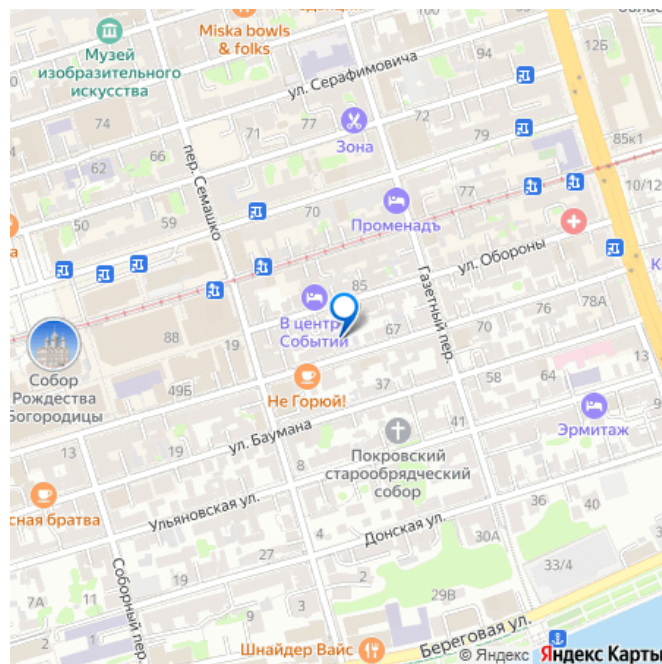 Miska bowls
& folks
100
94
12Б
Музей
изобразительного
искусства
ул. Серафимовича
74
71
77
72
79
85к1
Зона
62
66
пер. Семашко
50
59
70
77
10/12
Променадъ
ул. Обороны
Газетный пер.
85
В центре
Событий
88
19
67
70
76
78А
Собор
Рождества
Богородицы
49Б
Не Горюй!
37
58
64
13
ул. Баумана
41
Эрмитаж
13
19
Покровский
старообрядческий
собор
8
36
40
Ульяновская ул.
Донская ул.
4
30А
27
33/4
Соборный пер.
19
2
7А
11
9
3
2
29В
Шнайдер Вайс
Береговая ул.
© Яндекс Яндекс Карты